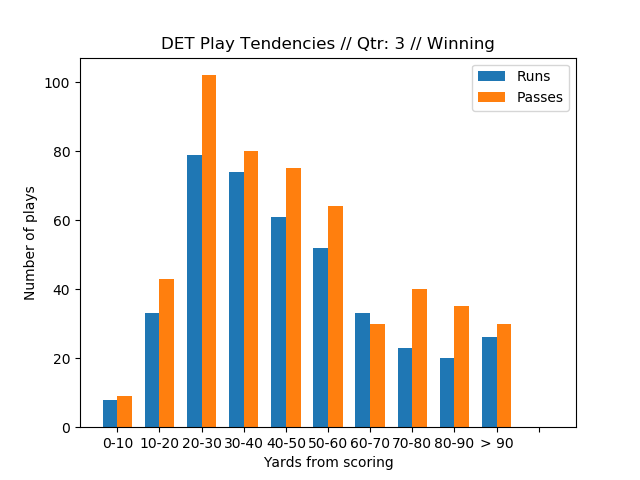 DET Play Tendencies // Qtr: 3 // Winning
Runs
Passes
100
80
60
40
20
0
Number of plays
0-10 10-20 20-30 30-40 40-50 50-60 60-70 70-80 80-90 > 90
Yards from scoring